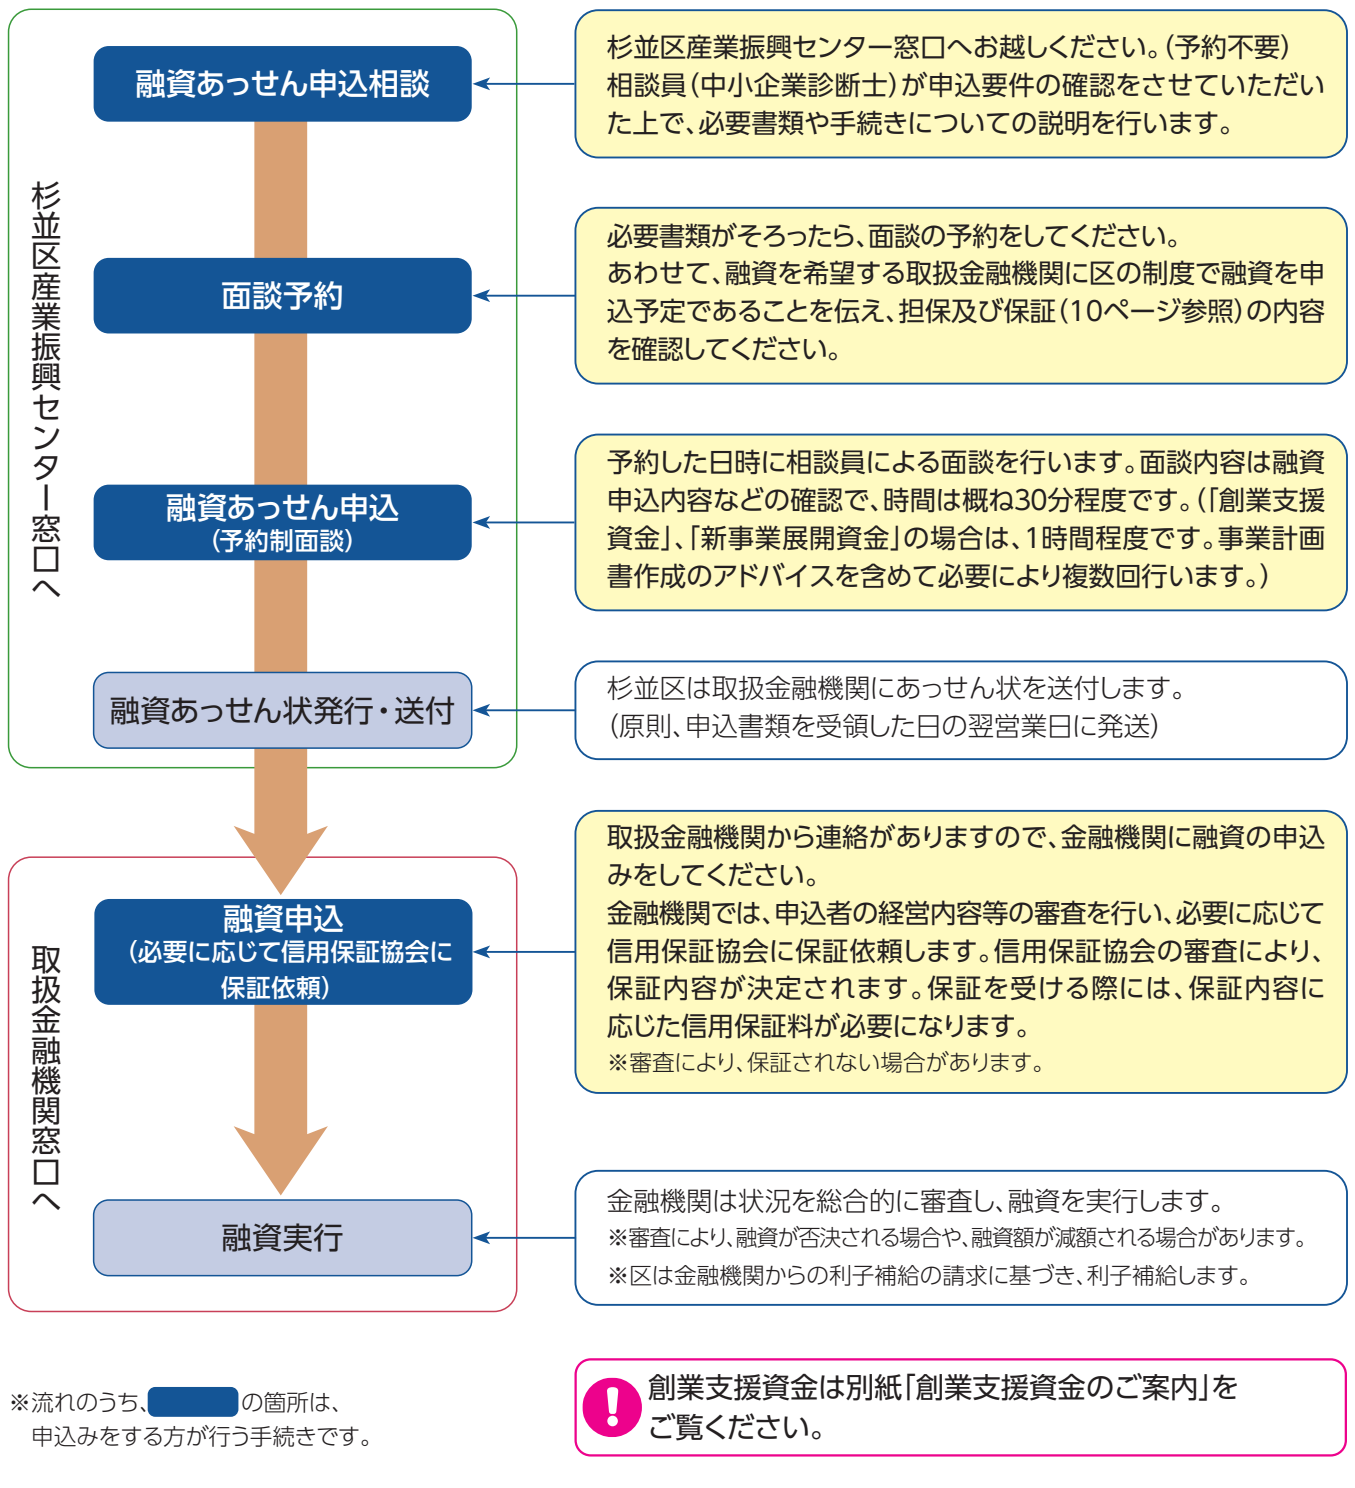 杉並区産業振興センター窓口へ
融資あっせん申込相談
杉並区産業振興センター窓口へお越しください。(予約不要)
相談員(中小企業診断士)が申込要件の確認をさせていただい
た上で、必要書類や手続きについての説明を行います。
面談予約
必要書類がそろったら、面談の予約をしてください。
あわせて、融資を希望する取扱金融機関に区の制度で融資を申
込予定であることを伝え、担保及び保証(10ページ参照)の内容
を確認してください。
融資あっせん申込
(予約制面談)
予約した日時に相談員による面談を行います。面談内容は融資
申込内容などの確認で、時間は概ね30分程度です。(「創業支援
資金」、「新事業展開資金」の場合は、1時間程度です。事業計画
書作成のアドバイスを含めて必要により複数回行います。)
融資あっせん状発行・送付
杉並区は取扱金融機関にあっせん状を送付します。
(原則、申込書類を受領した日の翌営業日に発送)
取扱金融機関窓口へ
融資申込
(必要に応じて信用保証協会に
保証依頼)
取扱金融機関から連絡がありますので、金融機関に融資の申込
みをしてください。
金融機関では、申込者の経営内容等の審査を行い、必要に応じて
信用保証協会に保証依頼します。信用保証協会の審査により、
保証内容が決定されます。保証を受ける際には、保証内容に
応じた信用保証料が必要になります。
※審査により、保証されない場合があります。
融資実行
金融機関は状況を総合的に審査し、融資を実行します。
※審査により、融資が否決される場合や、融資額が減額される場合があります。
※区は金融機関からの利子補給の請求に基づき、利子補給します。
※流れのうち、の箇所は、
申込みをする方が行う手続きです。
!創業支援資金は別紙「創業支援資金のご案内」を
ご覧ください。